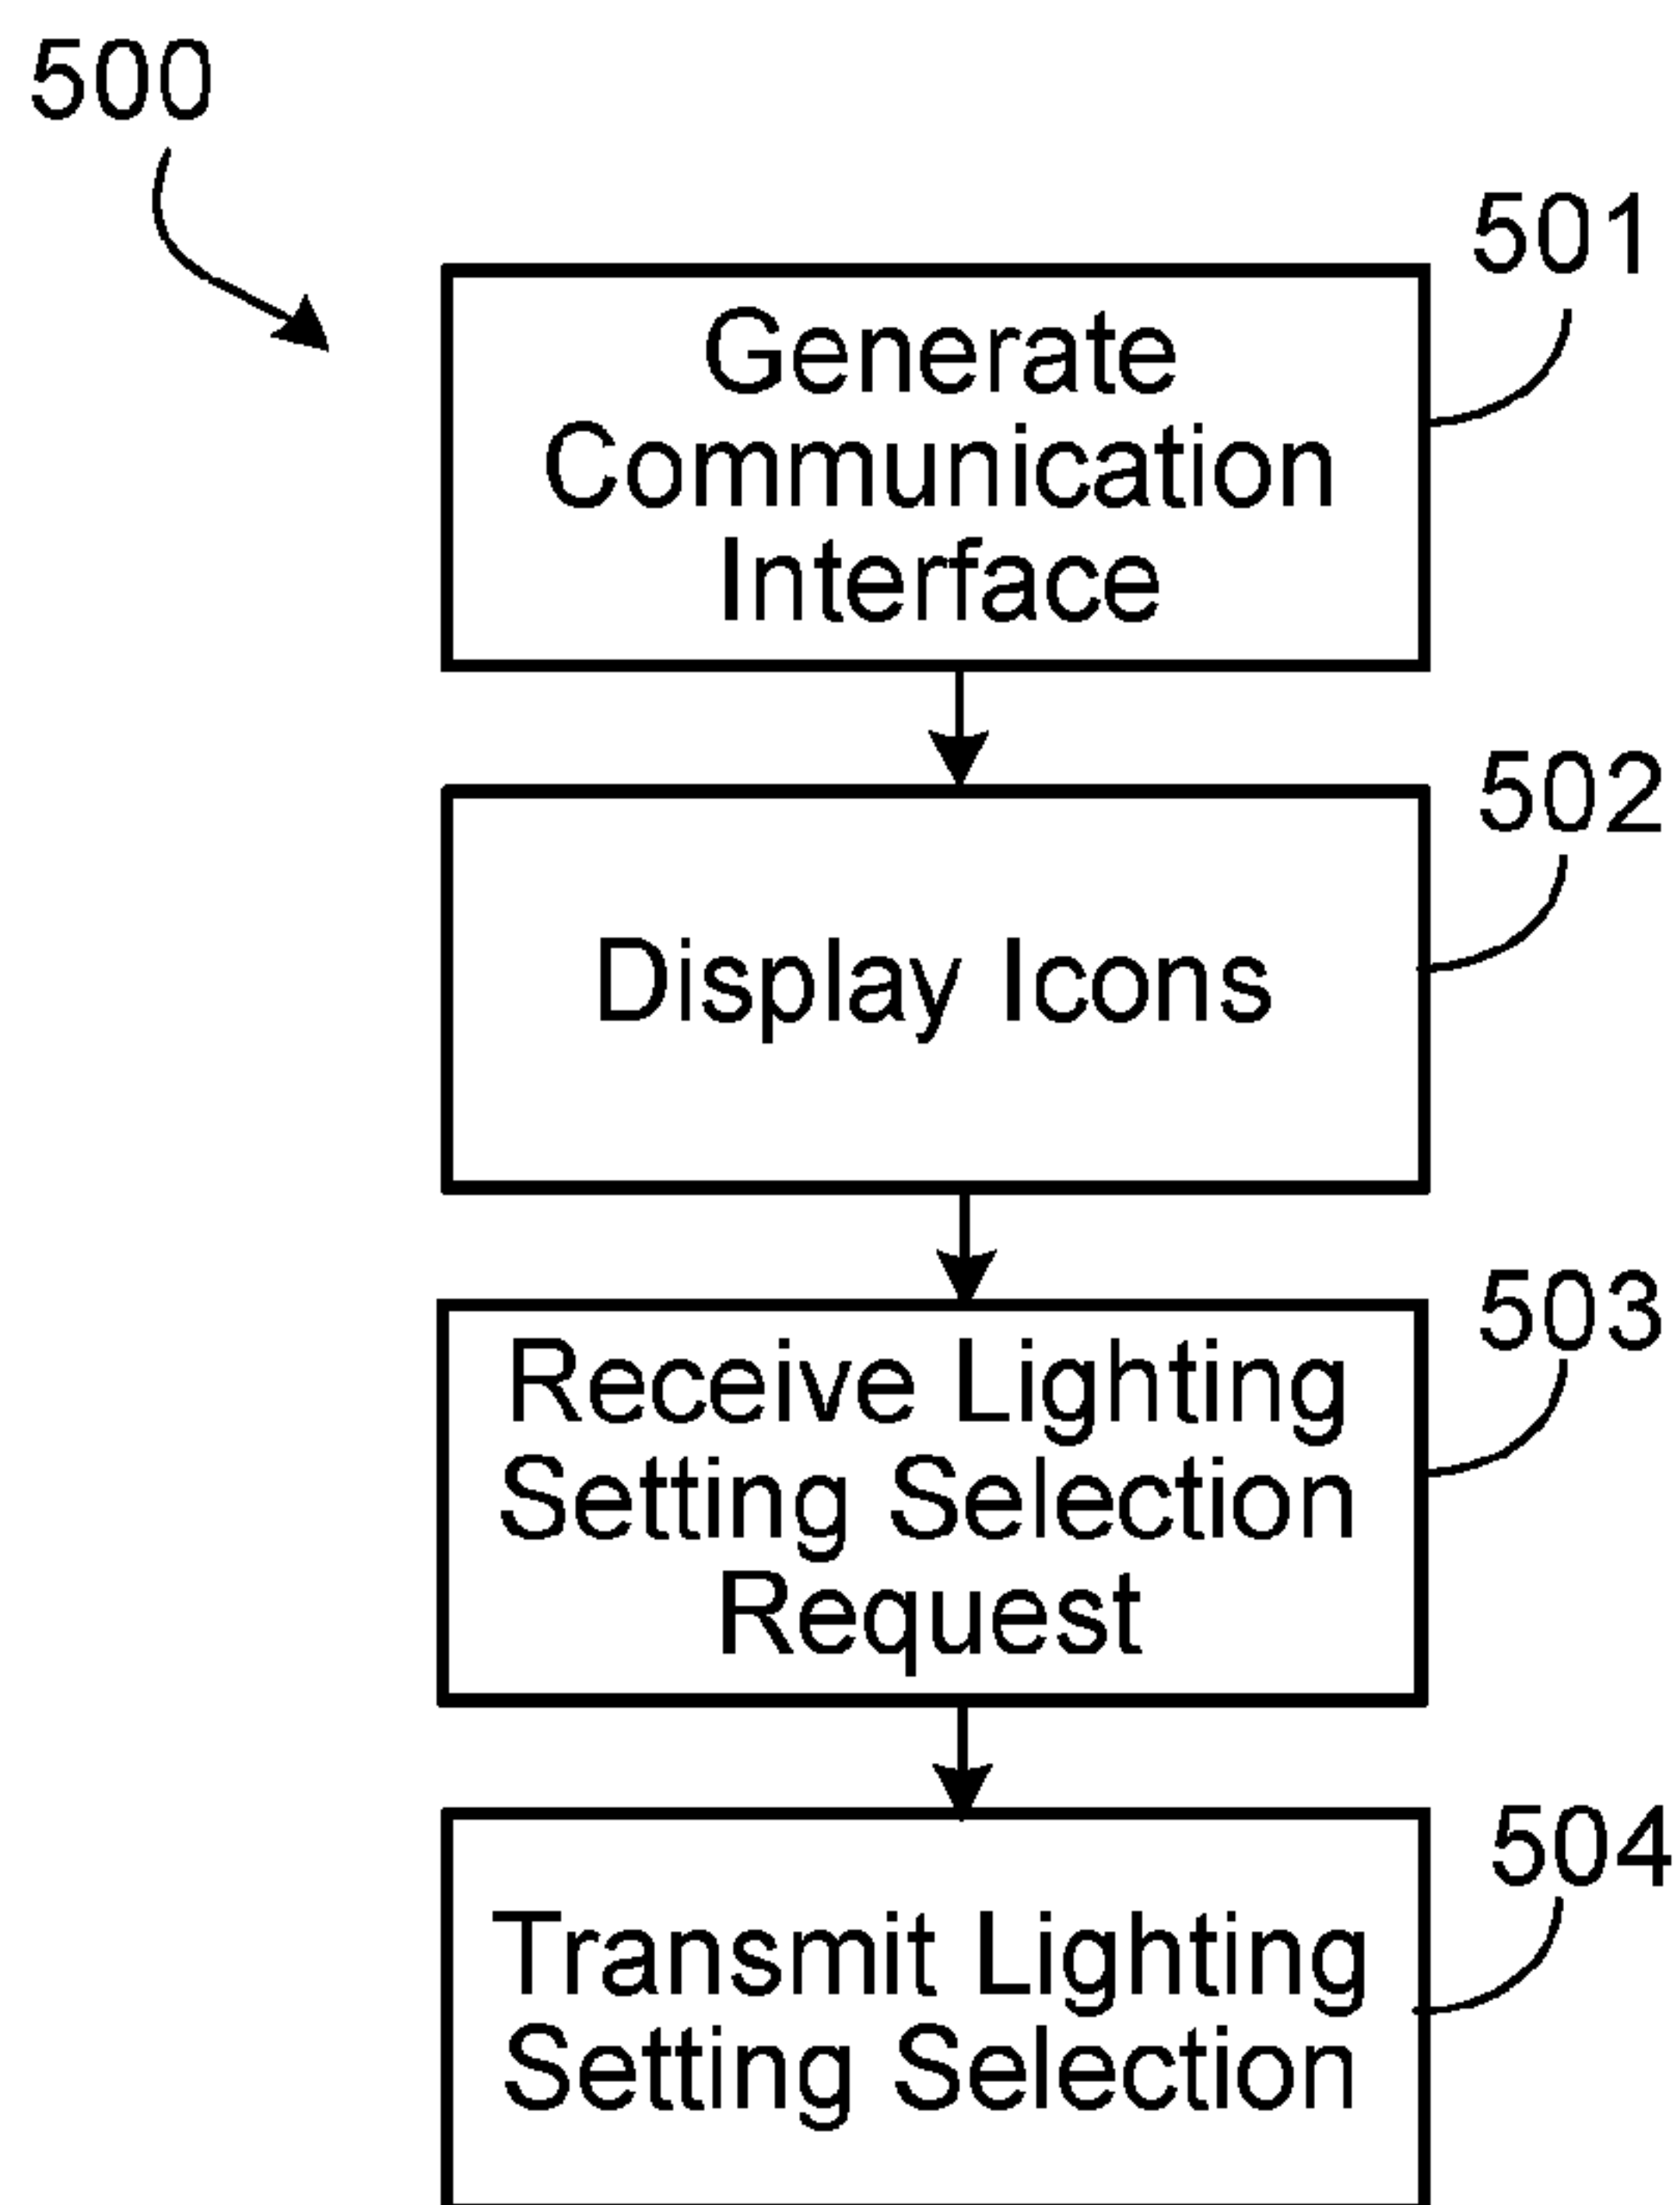 500
501
Generate
Communication
Interface
502
Display Icons
503
Receive Lighting
Setting Selection
Request
504
Transmit Lighting
Setting Selection